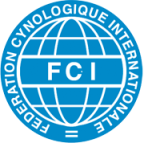 FEDERATION CYNOLOGIQUE INTERNATIONALE
FCI